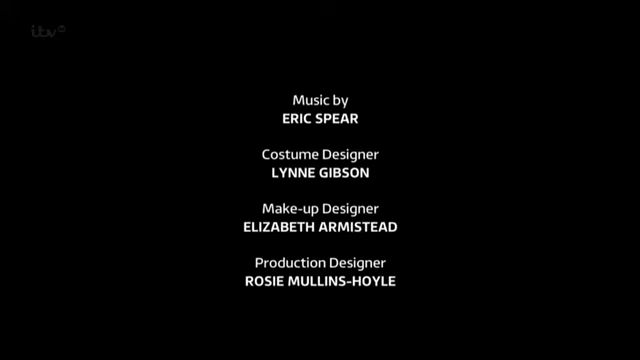 itv
Music by
ERIC SPEAR
Costume Designer
LYNNE GIBSON
Make-up Designer
ELIZABETH ARMISTEAD
Production Designer
ROSIE MULLINS-HOYLE